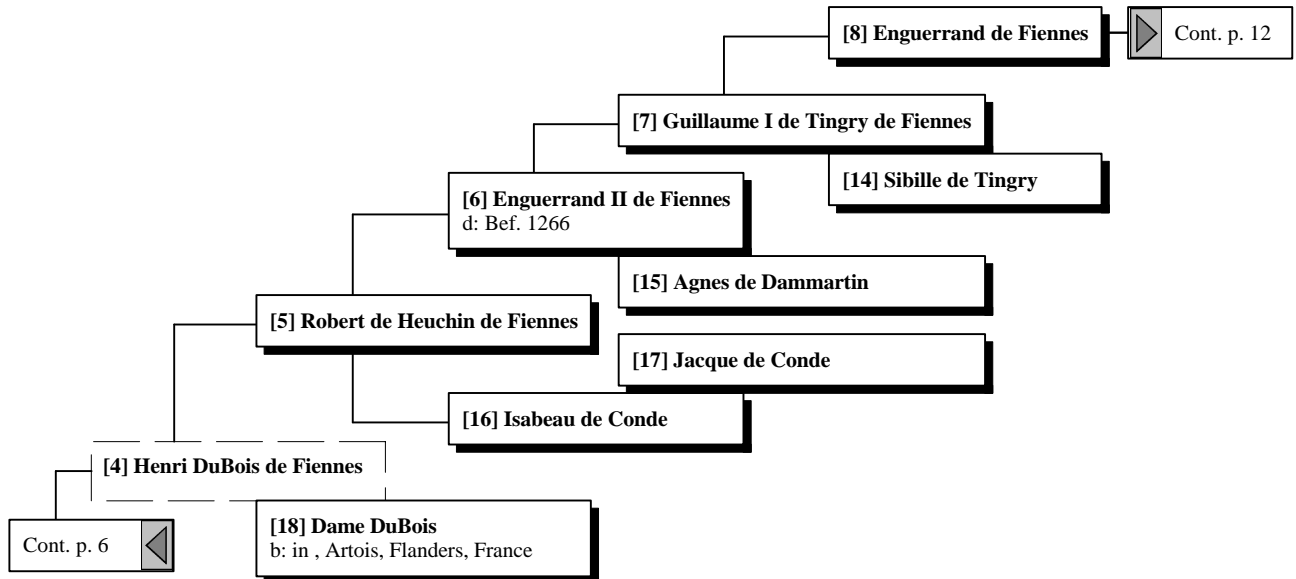 [8] Enguerrand de Fiennes
Cont. p. 12
[7] Guillaume I de Tingry de Fiennes
[14] Sibille de Tingry
[6] Enguerrand II de Fiennes
d: Bef. 1266
[15] Agnes de Dammartin
[5] Robert de Heuchin de Fiennes
[17] Jacque de Conde
[16] Isabeau de Conde
[4] Henri DuBois de Fiennes
[18] Dame DuBois
b: in , Artois, Flanders, France
Cont. p. 6